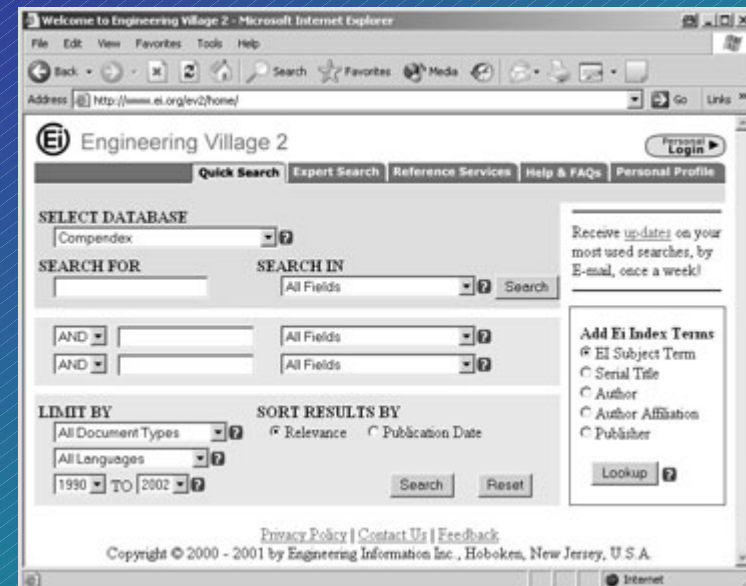 Welcome to Engineering Village 2 - Microsoft Internet Explorer
File Edit View Favorites Tools Help
Back Search Favorites Media
Address http://www.ei.org/ev2/home/ Go Links »
Ei Engineering Village 2
Personal Login
Quick Search Expert Search Reference Services Help & FAQs Personal Profile
SELECT DATABASE
Compendex ?
SEARCH FOR SEARCH IN
All Fields ? Search
AND All Fields ?
AND All Fields ?
LIMIT BY SORT RESULTS BY
All Document Types ? Relevance Publication Date
All Languages ?
1990 TO 2002 ? Search Reset
Receive updates on your
most used searches, by
E-mail, once a week!
Add Ei Index Terms
EI Subject Term
Serial Title
Author
Author Affiliation
Publisher
Lookup ?
Privacy Policy | Contact Us | Feedback
Copyright © 2000 - 2001 by Engineering Information Inc., Hoboken, New Jersey, U.S.A.
Internet